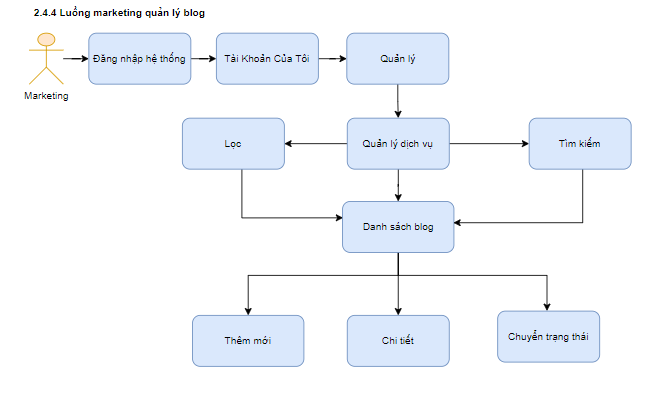 2.4.4 Luồng marketing quản lý blog
Đăng nhập hệ thống
Tài Khoản Của Tôi
Quản lý
Marketing
Lọc
Quản lý dịch vụ
Tìm kiếm
Danh sách blog
Thêm mới
Chi tiết
Chuyển trạng thái